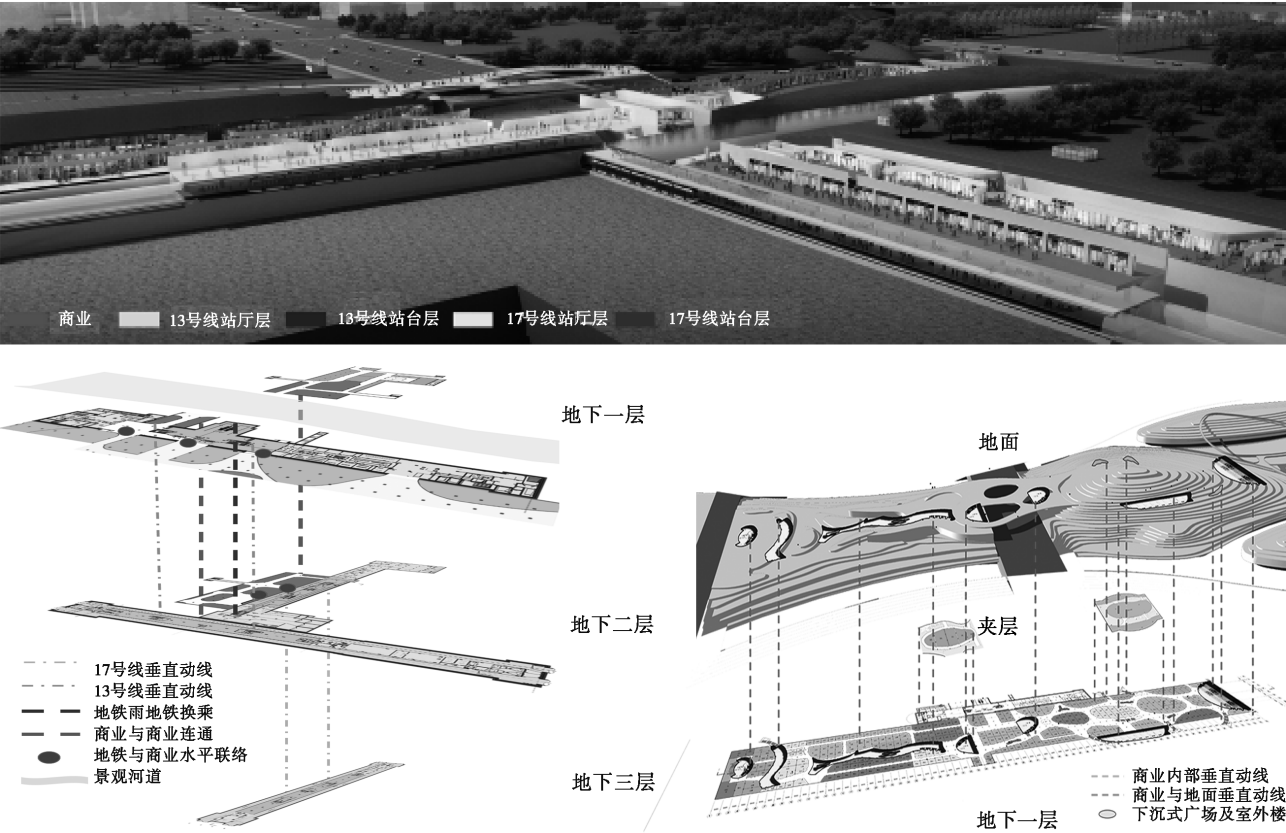 商业
13号线站厅层
13号线站台层
17号线站厅层
17号线站台层
地下一层
地下二层
地下三层
17号线垂直动线
13号线垂直动线
地铁雨地铁换乘
商业与商业连通
地铁与商业水平联络
景观河道
地面
夹层
地下一层
商业内部垂直动线
商业与地面垂直动线
下沉式广场及室外楼